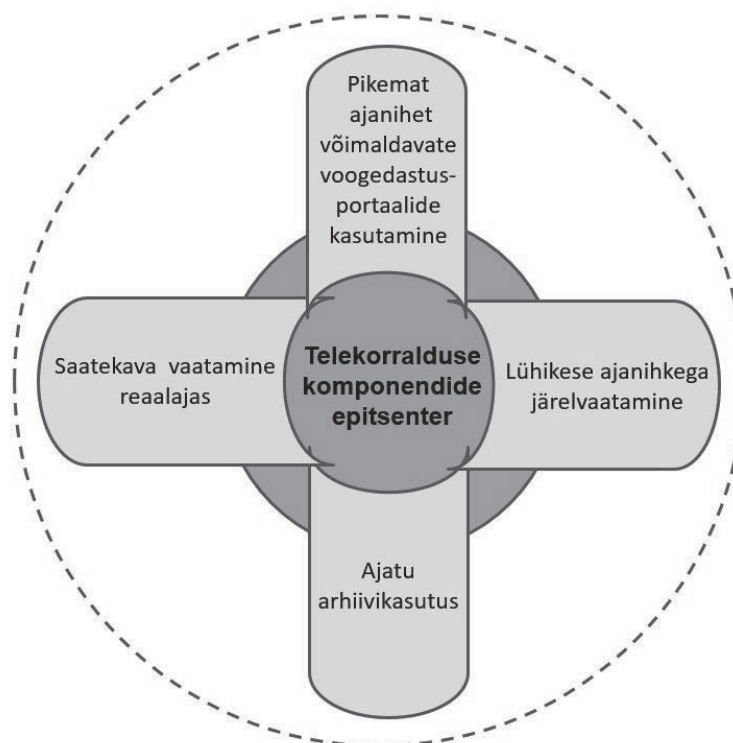 Pikemat
ajanihet
võimaldavate
voogedastus-
portaalide
kasutamine
Saatekava vaatamine
reaalajas
Telekorralduse
komponendide
epitsenter
Lühikese ajanihkega
järelvaatamine
Ajatu
arhiivikasutus